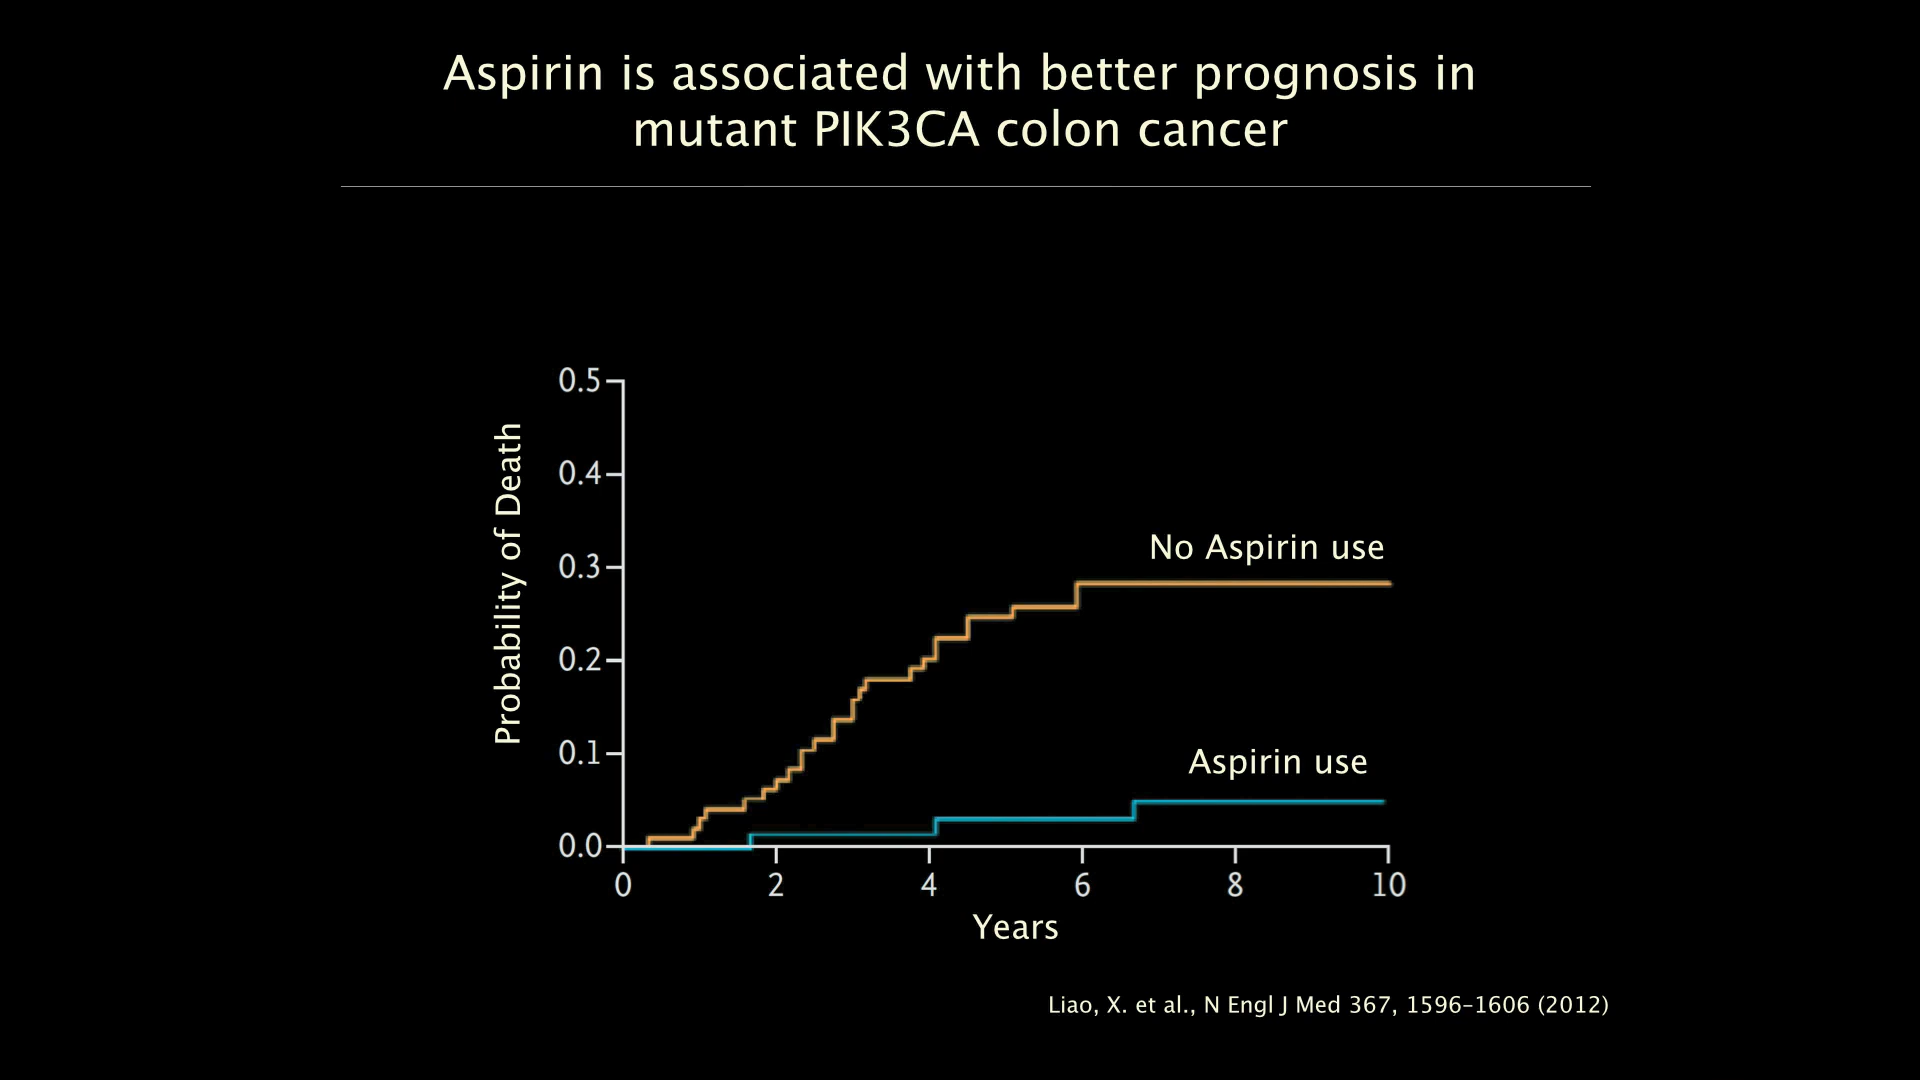 Aspirin is associated with better prognosis in
mutant PIK3CA colon cancer
Probability of Death
0.5
0.4
0.3
0.2
0.1
0.0
No Aspirin use
Aspirin use
0 2 4 6 8 10
Years
Liao, X. et al., N Engl J Med 367, 1596–1606 (2012)